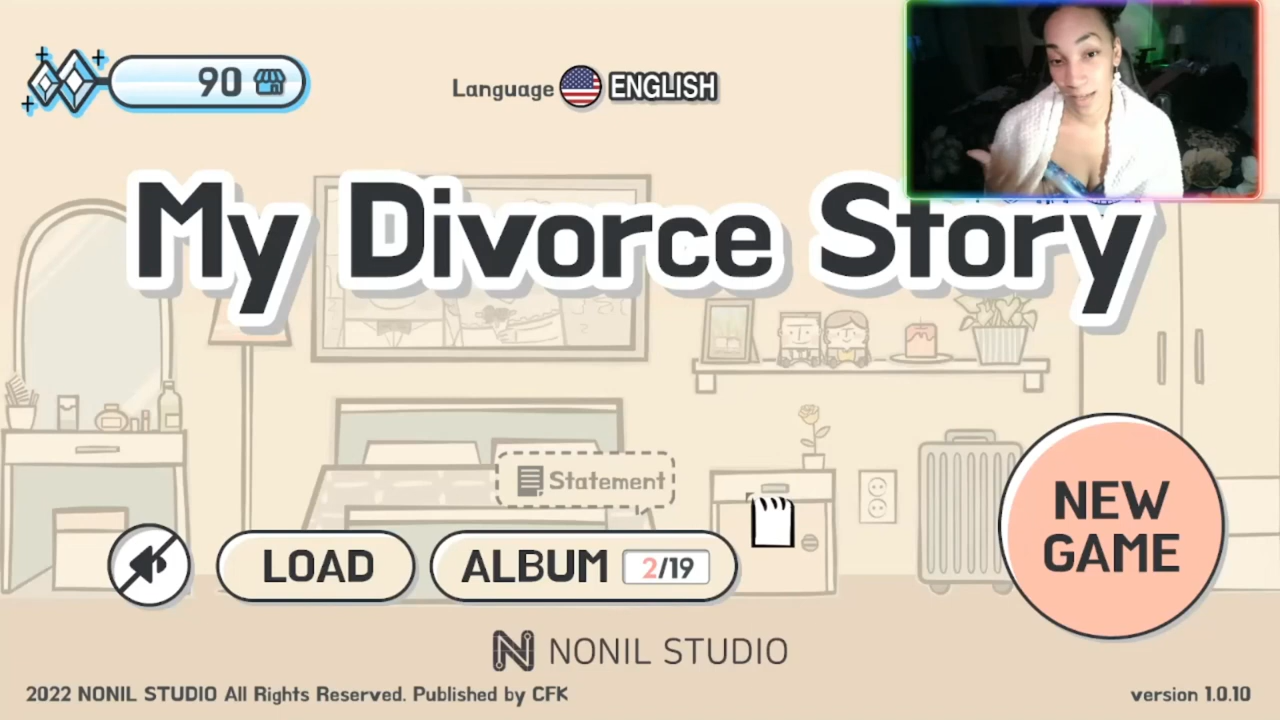 90
Language ENGLISH
My Divorce Story
Statement
LOAD
ALBUM 2/19
NEW
GAME
NONIL STUDIO
2022 NONIL STUDIO All Rights Reserved. Published by CFK
version 1.0.10